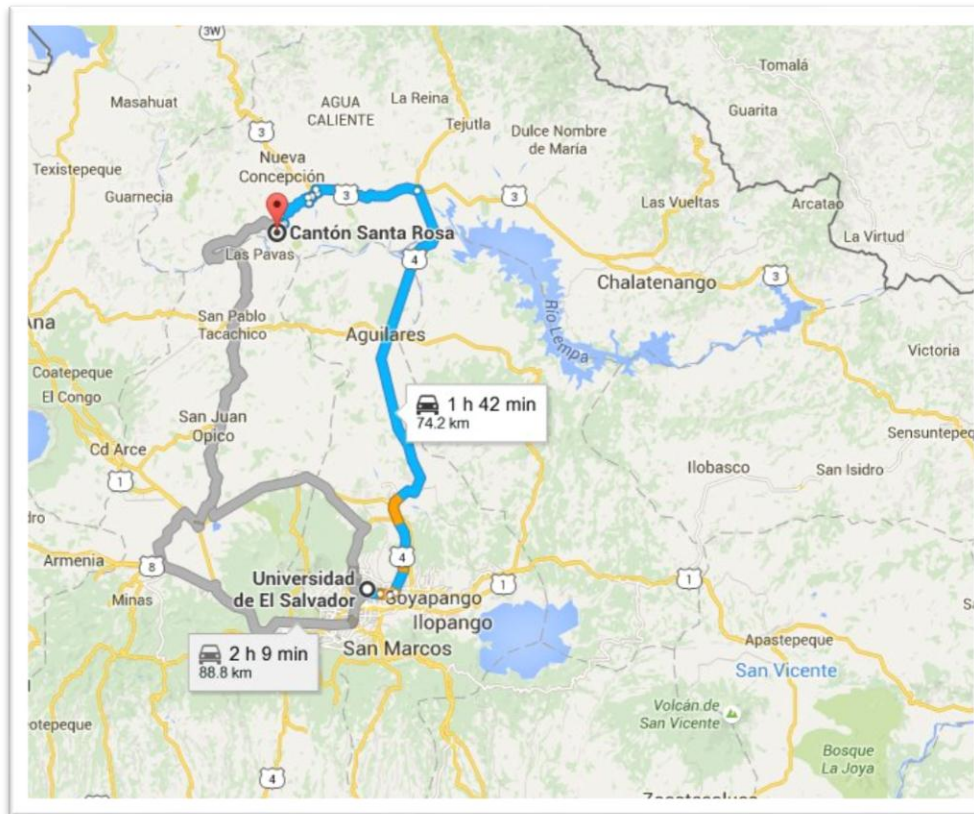 3W
Tomalá
Masahuat
La Reina
AGUA
CALIENTE
Guarita
Tejutla
3
Dulce Nombre
de María
Nueva
Concepción
Texistepeque
Guarnecia
3
3
Las Vueltas
Arcatao
Cantón Santa Rosa
La Virtud
Las Pavas
4
3
Chalatenango
Río Lempa
San Pablo
Tacachico
Ana
Aguilares
Victoria
Coatepeque
El Congo
1 h 42 min
74.2 km
San Juan
Opico
Sensuntepeq
Cd Arce
Ilobasco
San Isidro
1
4
Armenia
8
Universidad
de El Salvador
1
1
Minas
Soyapango
Ilopango
Apastepeque
2 h 9 min
88.8 km
San Marcos
San Vicente
Volcán de
San Vicente
otepeque
Bosque
La Joya
4